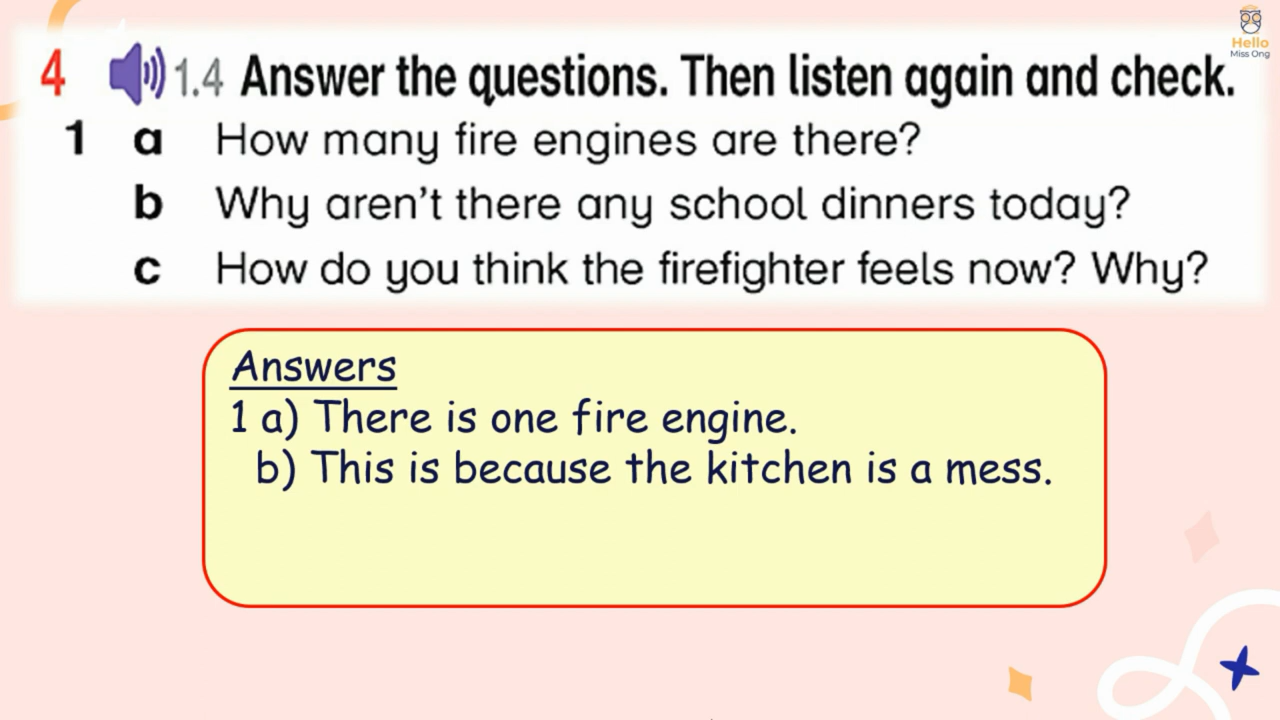 Hello
Miss Ong
4 1.4 Answer the questions. Then listen again and check.
1 a How many fire engines are there?
b Why aren't there any school dinners today?
c How do you think the firefighter feels now? Why?
Answers
1 a) There is one fire engine.
b) This is because the kitchen is a mess.